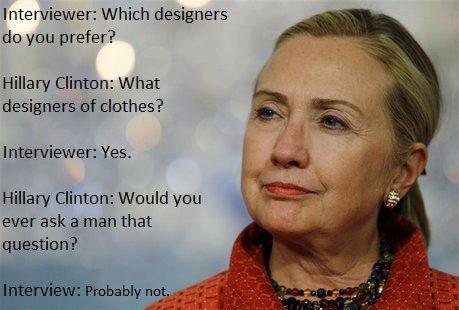 Interviewer: Which designers
do you prefer?
Hillary Clinton: What
designers of clothes?
Interviewer: Yes.
Hillary Clinton: Would you
ever ask a man that
question?
Interview: Probably not.